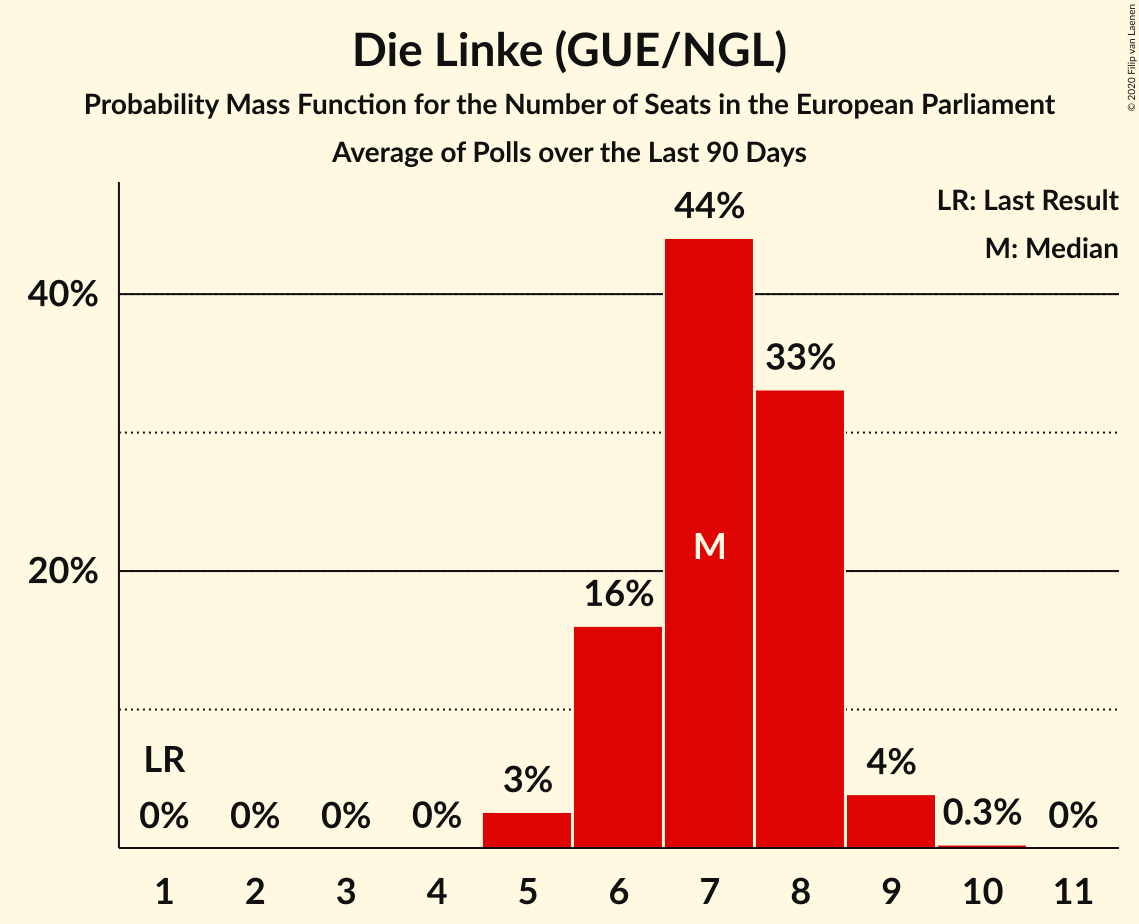 Die Linke (GUE/NGL)
Probability Mass Function for the Number of Seats in the European Parliament
Average of Polls over the Last 90 Days
© 2020 Filip van Laenen
LR: Last Result
M: Median
44%
40%
33%
M
20%
16%
LR
3%
4%
0% 0% 0% 0% 0.3% 0%
1 2 3 4 5 6 7 8 9 10 11